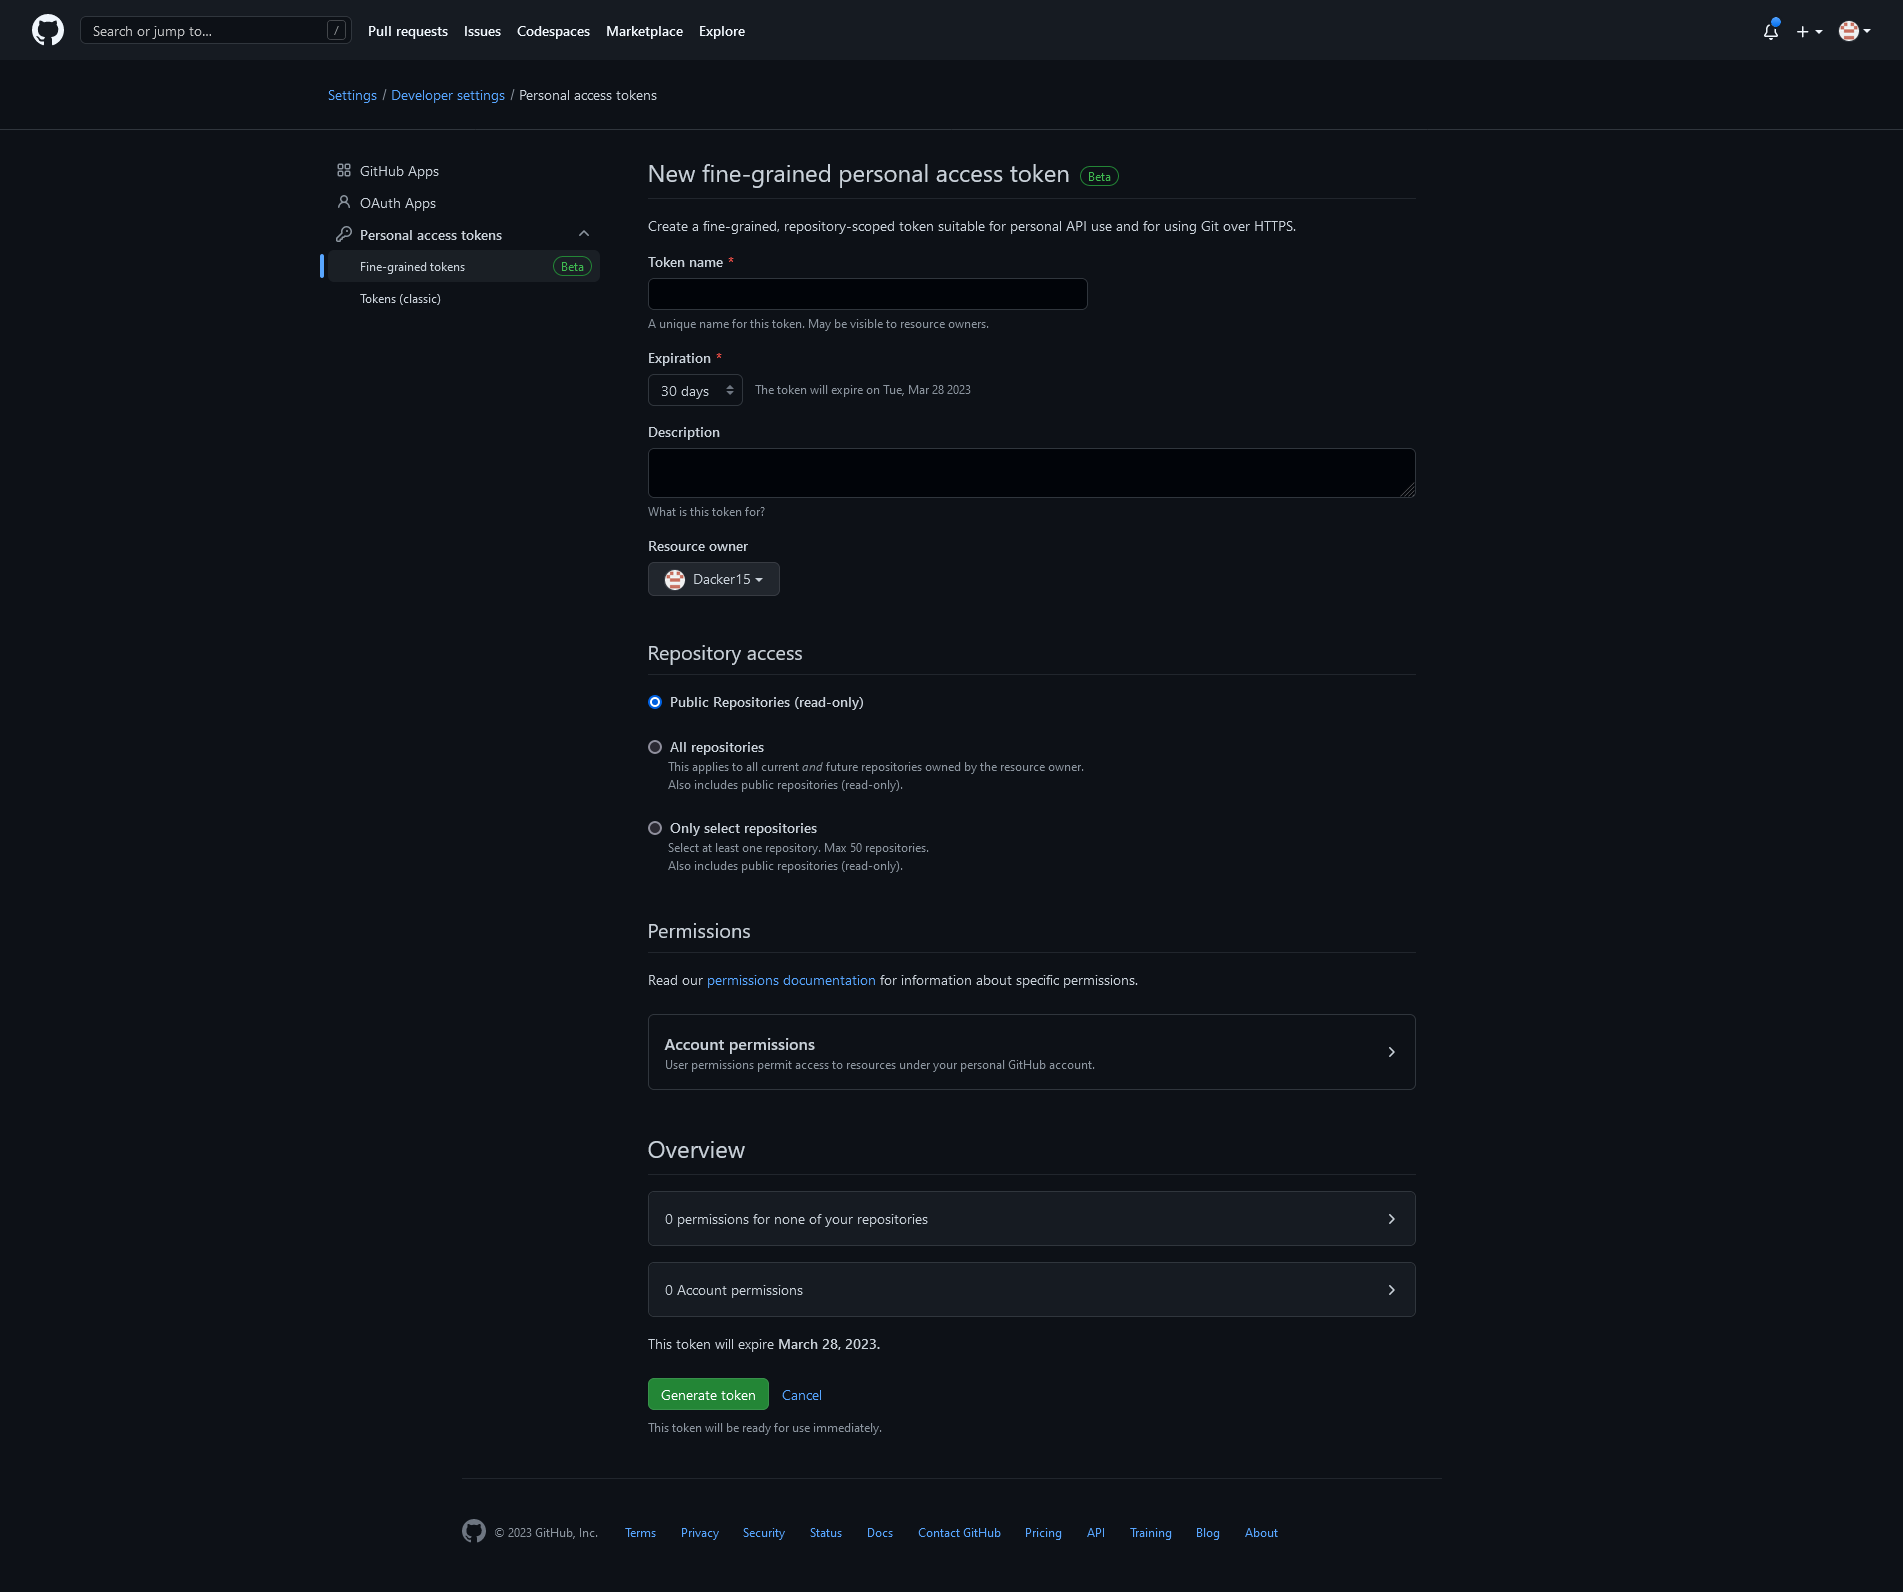 Search or jump to...
/
Pull requests
Issues
Codespaces
Marketplace
Explore
Settings / Developer settings / Personal access tokens
GitHub Apps
OAuth Apps
Personal access tokens
Fine-grained tokens
Beta
Tokens (classic)
New fine-grained personal access token Beta
Create a fine-grained, repository-scoped token suitable for personal API use and for using Git over HTTPS.
Token name *
A unique name for this token. May be visible to resource owners.
Expiration *
30 days
The token will expire on Tue, Mar 28 2023
Description
What is this token for?
Resource owner
Dacker15
Repository access
Public Repositories (read-only)
All repositories
This applies to all current and future repositories owned by the resource owner.
Also includes public repositories (read-only).
Only select repositories
Select at least one repository. Max 50 repositories.
Also includes public repositories (read-only).
Permissions
Read our permissions documentation for information about specific permissions.
Account permissions
User permissions permit access to resources under your personal GitHub account.
Overview
0 permissions for none of your repositories
0 Account permissions
This token will expire March 28, 2023.
Generate token
Cancel
This token will be ready for use immediately.
© 2023 GitHub, Inc.
Terms
Privacy
Security
Status
Docs
Contact GitHub
Pricing
API
Training
Blog
About